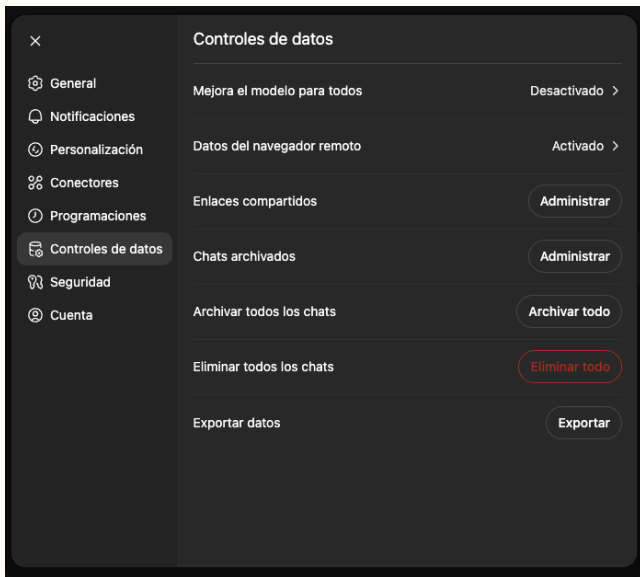 Controles de datos
General
Notificaciones
Personalización
Conectores
Programaciones
Controles de datos
Seguridad
Cuenta
Mejora el modelo para todos Desactivado
Datos del navegador remoto Activado
Enlaces compartidos Administrar
Chats archivados Administrar
Archivar todos los chats Archivar todo
Eliminar todos los chats Eliminar todo
Exportar datos Exportar